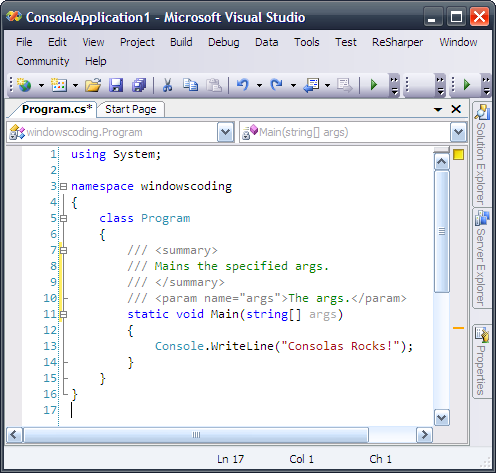 ConsoleApplication1 - Microsoft Visual Studio
File Edit View Project Build Debug Data Tools Test ReSharper Window
Community Help
Program.cs* Start Page
windowscoding.Program Main(string[] args)
1 using System;
2
3 namespace windowscoding
4 {
5 class Program
6 {
7 /// <summary>
8 /// Mains the specified args.
9 /// </summary>
10 /// <param name="args">The args.</param>
11 static void Main(string[] args)
12 {
13 Console.WriteLine("Consolas Rocks!");
14 }
15 }
16 }
17
Solution Explorer
Server Explorer
Properties
Ln 17 Col 1 Ch 1